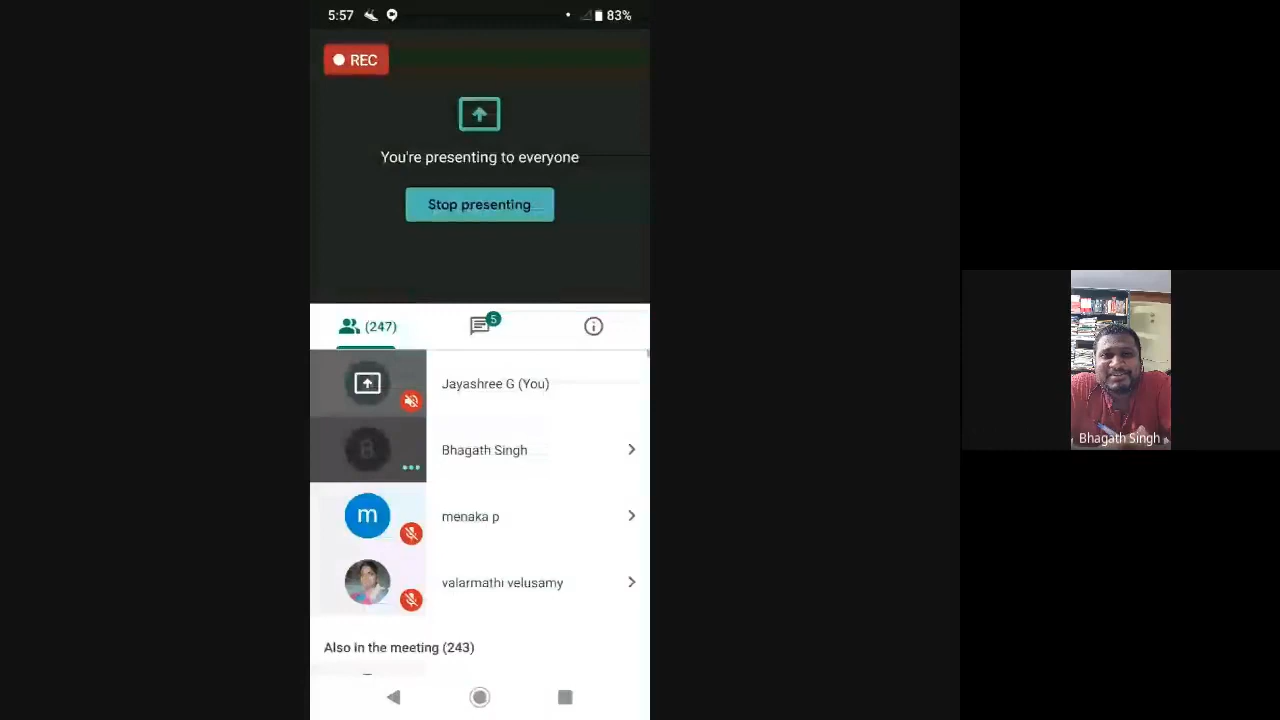 5:57
83%
REC
You're presenting to everyone
Stop presenting
(247)
5
Jayashree G (You)
B
Bhagath Singh
m
menaka p
valarmathi velusamy
Also in the meeting (243)
Bhagath Singh